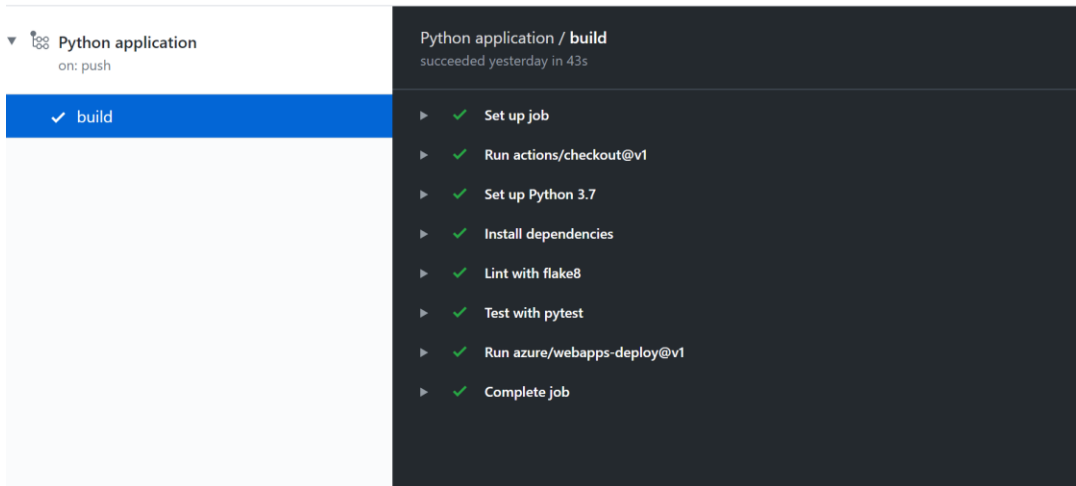 Python application
on: push
build
Python application / build
succeeded yesterday in 43s
Set up job
Run actions/checkout@v1
Set up Python 3.7
Install dependencies
Lint with flake8
Test with pytest
Run azure/webapps-deploy@v1
Complete job